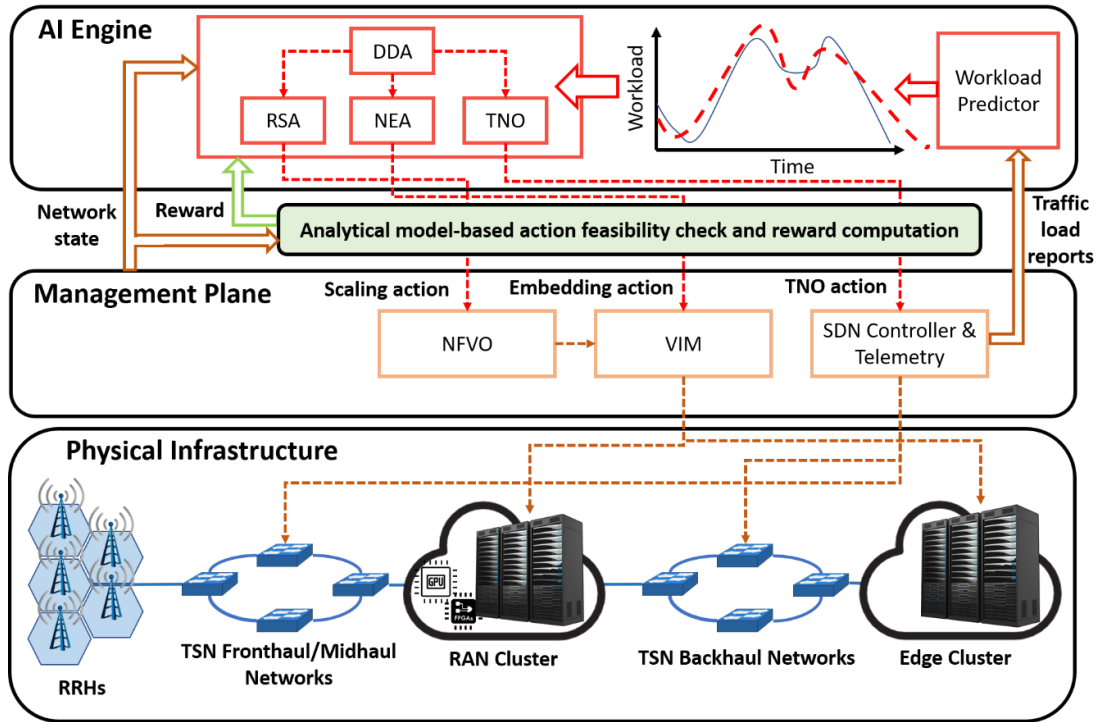 AI Engine
DDA
RSA
NEA
TNO
Workload
Time
Workload
Predictor
Network
state
Reward
Analytical model-based action feasibility check and reward computation
Traffic
load
reports
Management Plane
Scaling action
Embedding action
TNO action
NFVO
VIM
SDN Controller &
Telemetry
Physical Infrastructure
GPU
FPGAs
RRHs
TSN Fronthaul/Midhaul
Networks
RAN Cluster
TSN Backhaul Networks
Edge Cluster